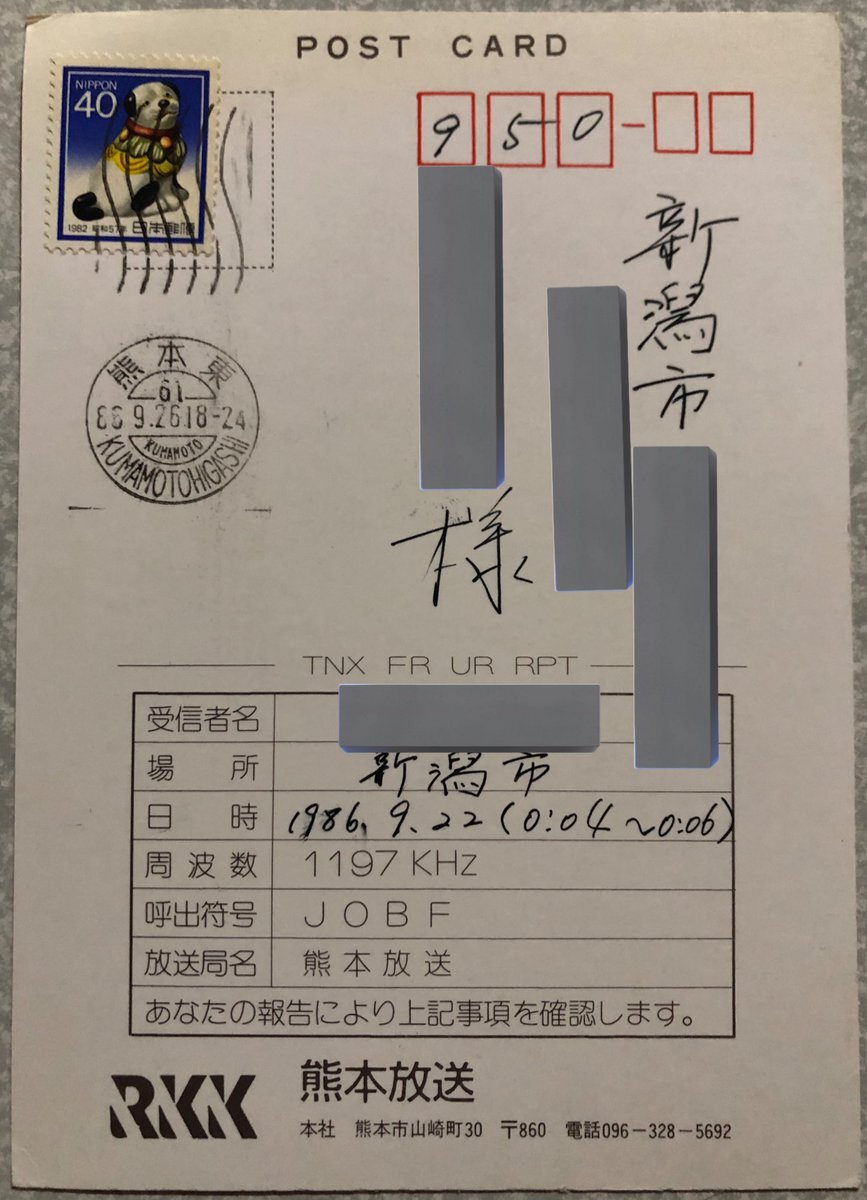 POST CARD
NIPPON
40
1982 昭和57年 日本郵便
950-
新潟市
様
熊本東
61
86 9.26.18-24
KUMAMOTO
KUMAMOTOHIGASHI
TNX FR UR RPT
受信者名
場所 新潟市
日時 1986.9.22(0:04~0:06)
周波数 1197 KHz
呼出符号 JOBF
放送局名 熊本放送
あなたの報告により上記事項を確認します。
RKK 熊本放送
本社 熊本市山崎町30 〒860 電話096-328-5692